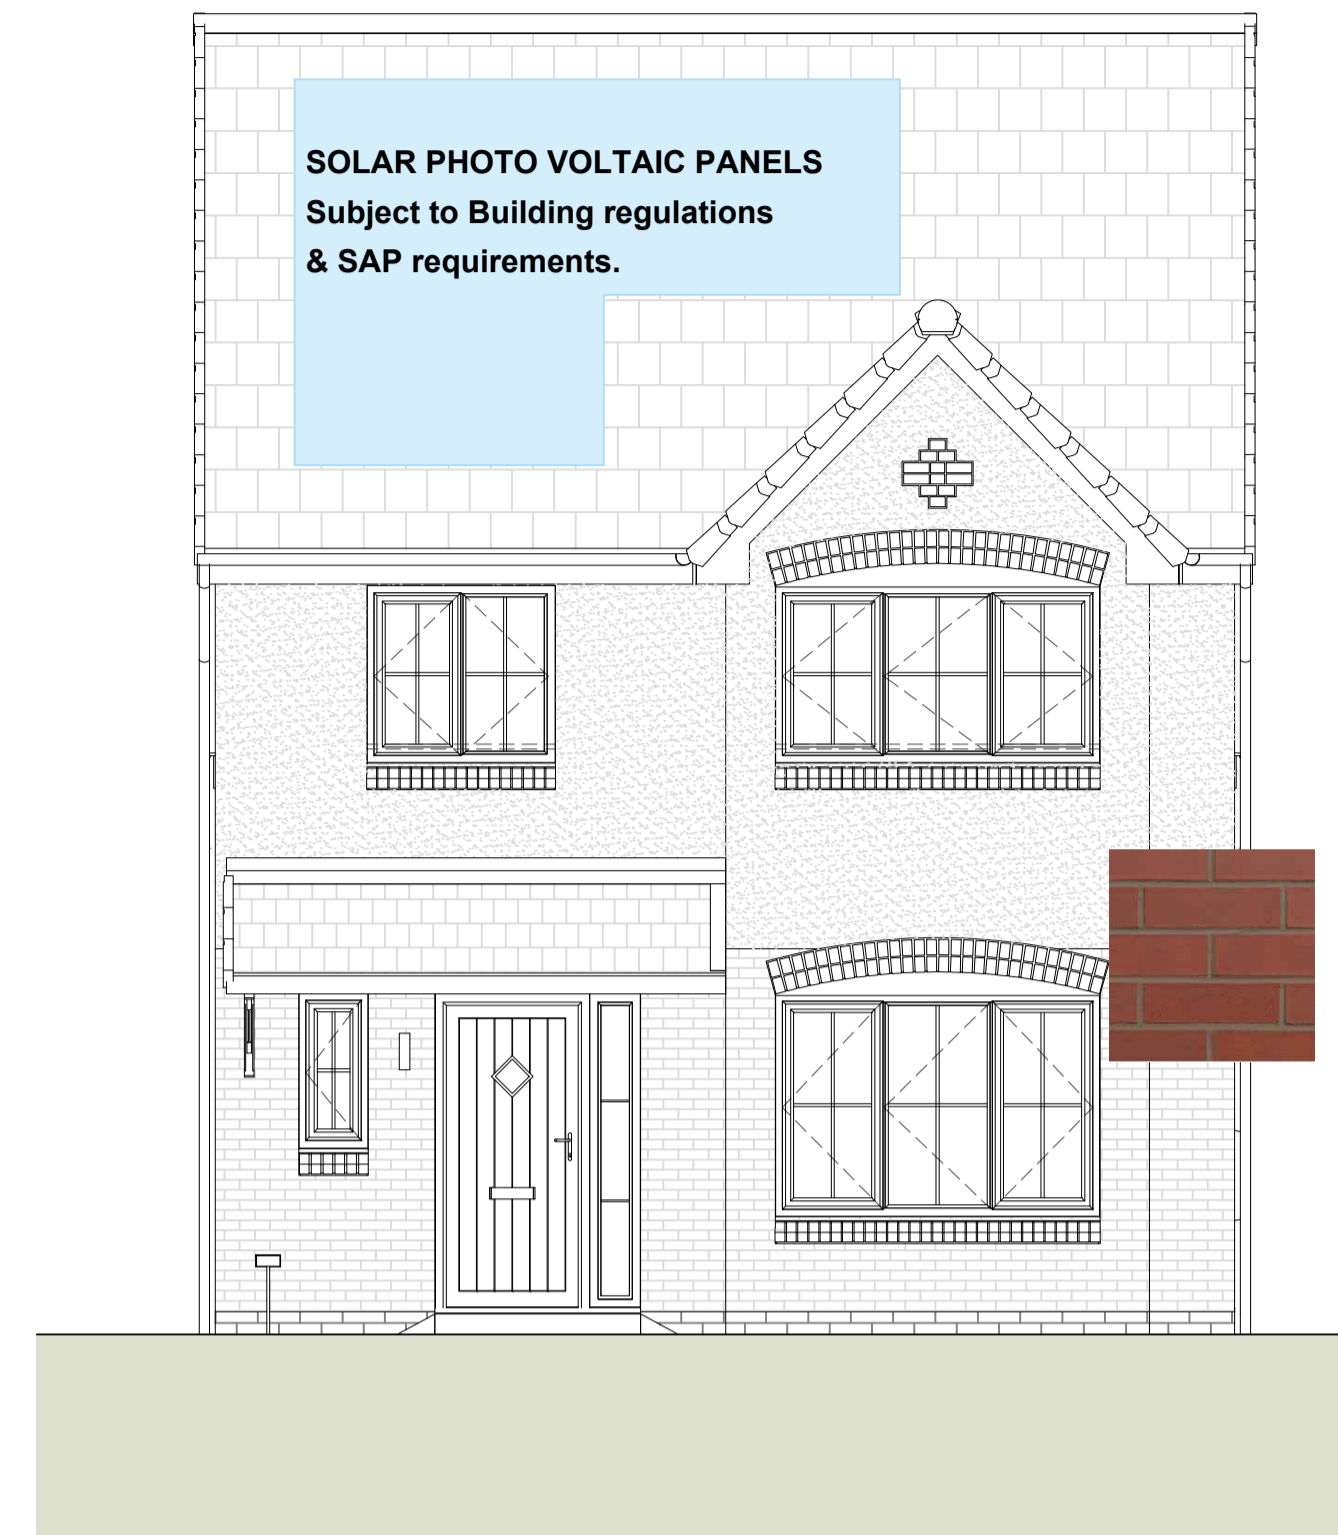 SOLAR PHOTO VOLTAIC PANELS
Subject to Building regulations
& SAP requirements.